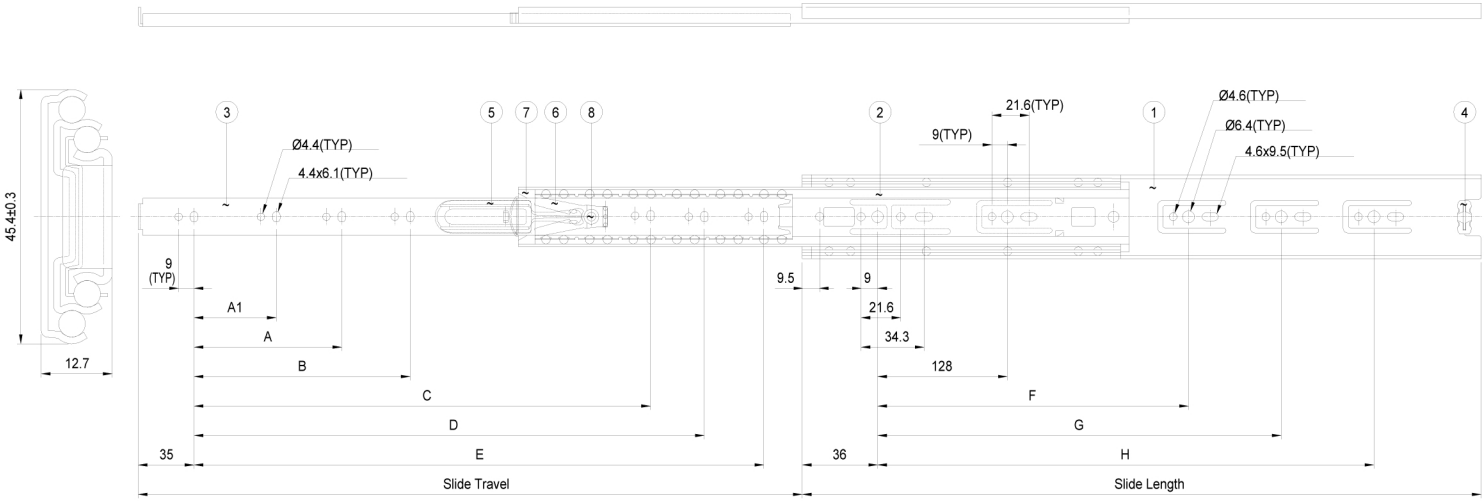 3
5
7
6
8
2
21.6(TYP)
1
Ø4.6(TYP)
4
Ø4.4(TYP)
9(TYP)
Ø6.4(TYP)
4.4x6.1(TYP)
4.6x9.5(TYP)
~
~
~
~
~
~
~
~
45.4±0.3
9
(TYP)
9.5
9
A1
21.6
A
34.3
12.7
B
128
C
F
D
G
35
E
36
H
Slide Travel
Slide Length